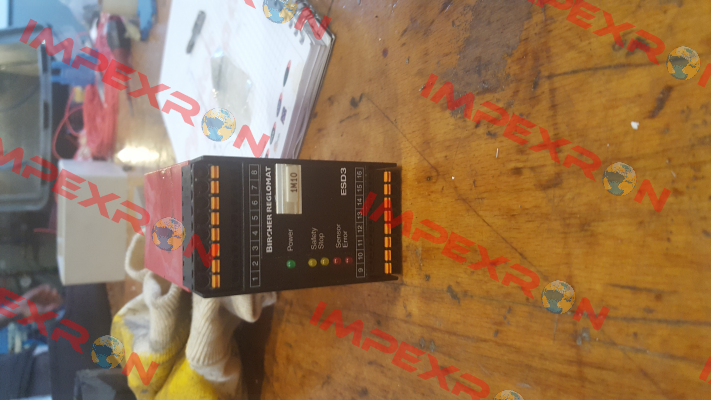 1 2 3 4 5 6 7 8
BIRCHER REGLOMAT
1M10
Power
Safety
Stop
Sensor
Error
ESD3
9 10 11 12 13 14 15 16
IMPEXRON
IMPEXRON
IMPEXRON
IMPEXRON
IMPEXRON
IMPEXRON
IMPEXRON
IMPEXRON